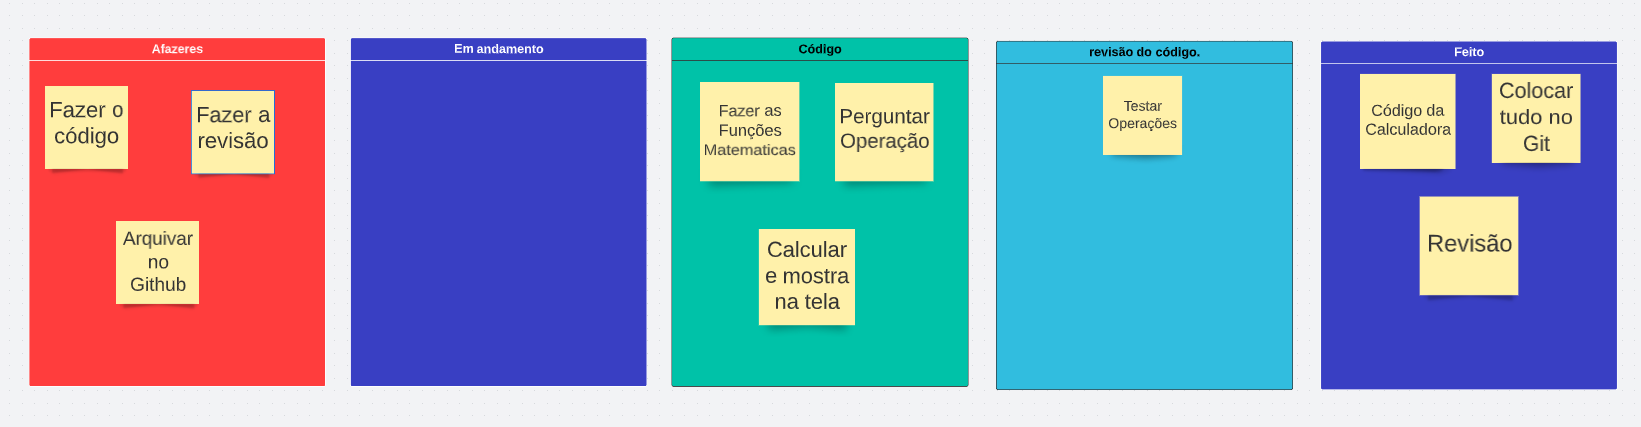 Afazeres
Fazer o
código
Fazer a
revisão
Arquivar
no
Github
Em andamento
Código
Fazer as
Funções
Matematicas
Perguntar
Operação
Calcular
e mostra
na tela
revisão do código.
Testar
Operações
Feito
Código da
Calculadora
Colocar
tudo no
Git
Revisão